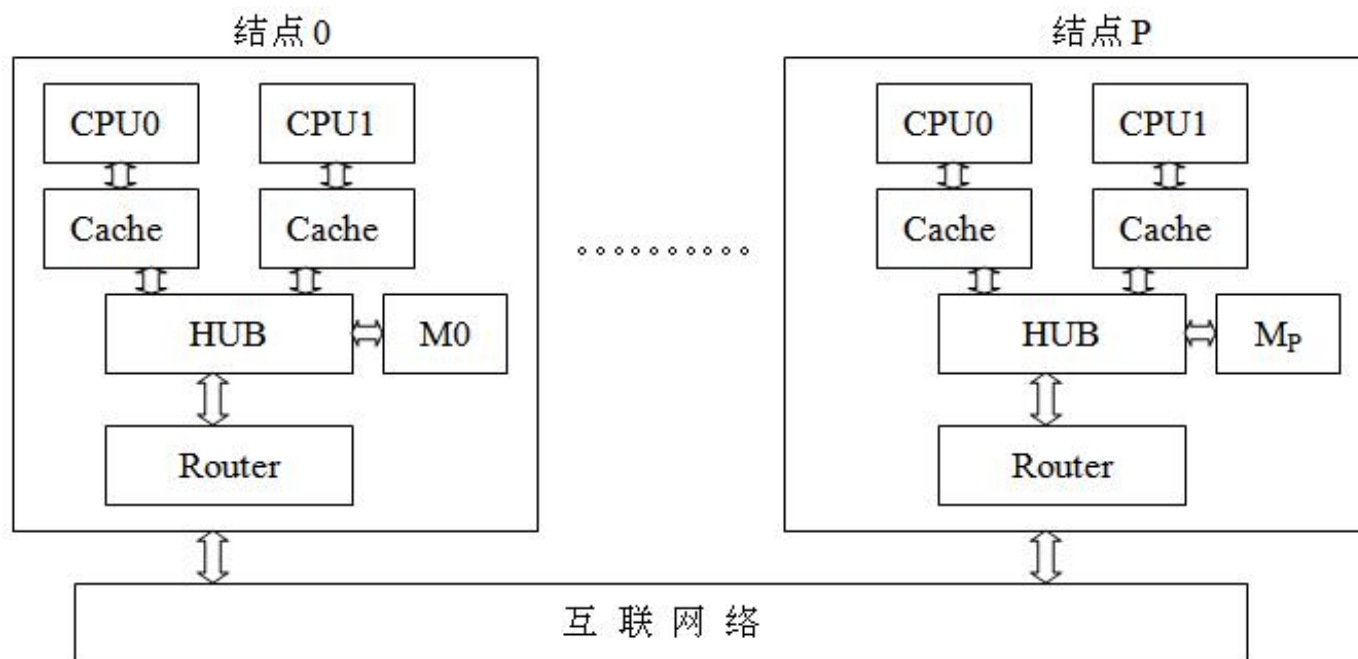 结点 0
结点 P
CPU0
CPU1
CPU0
CPU1
Cache
Cache
Cache
Cache
HUB
M0
HUB
MP
Router
Router
互 联 网 络